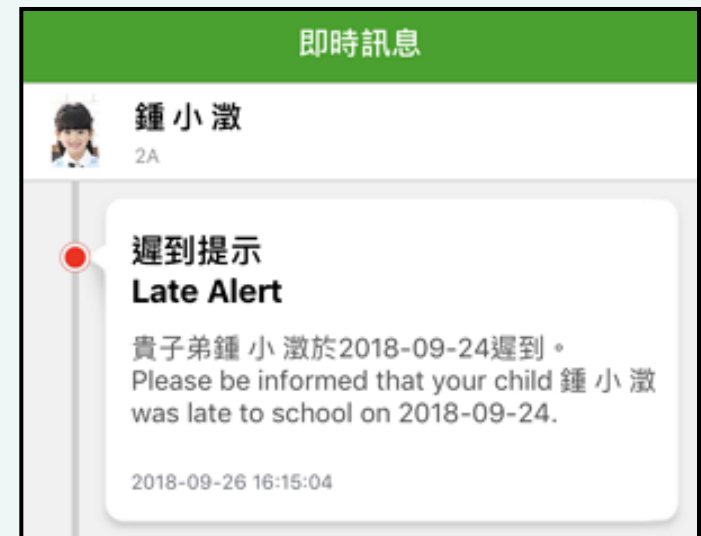 即時訊息
鍾 小 澂
2A
遲到提示
Late Alert
貴子弟鍾 小 澂於2018-09-24遲到。
Please be informed that your child 鍾 小 澂
was late to school on 2018-09-24.
2018-09-26 16:15:04